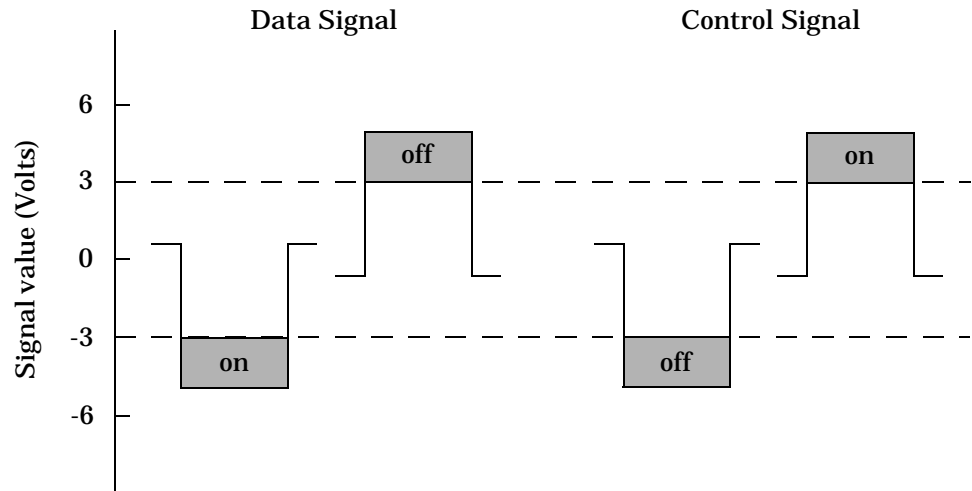 Data Signal
Control Signal
Signal value (Volts)
6
3
0
-3
-6
off
on
on
off